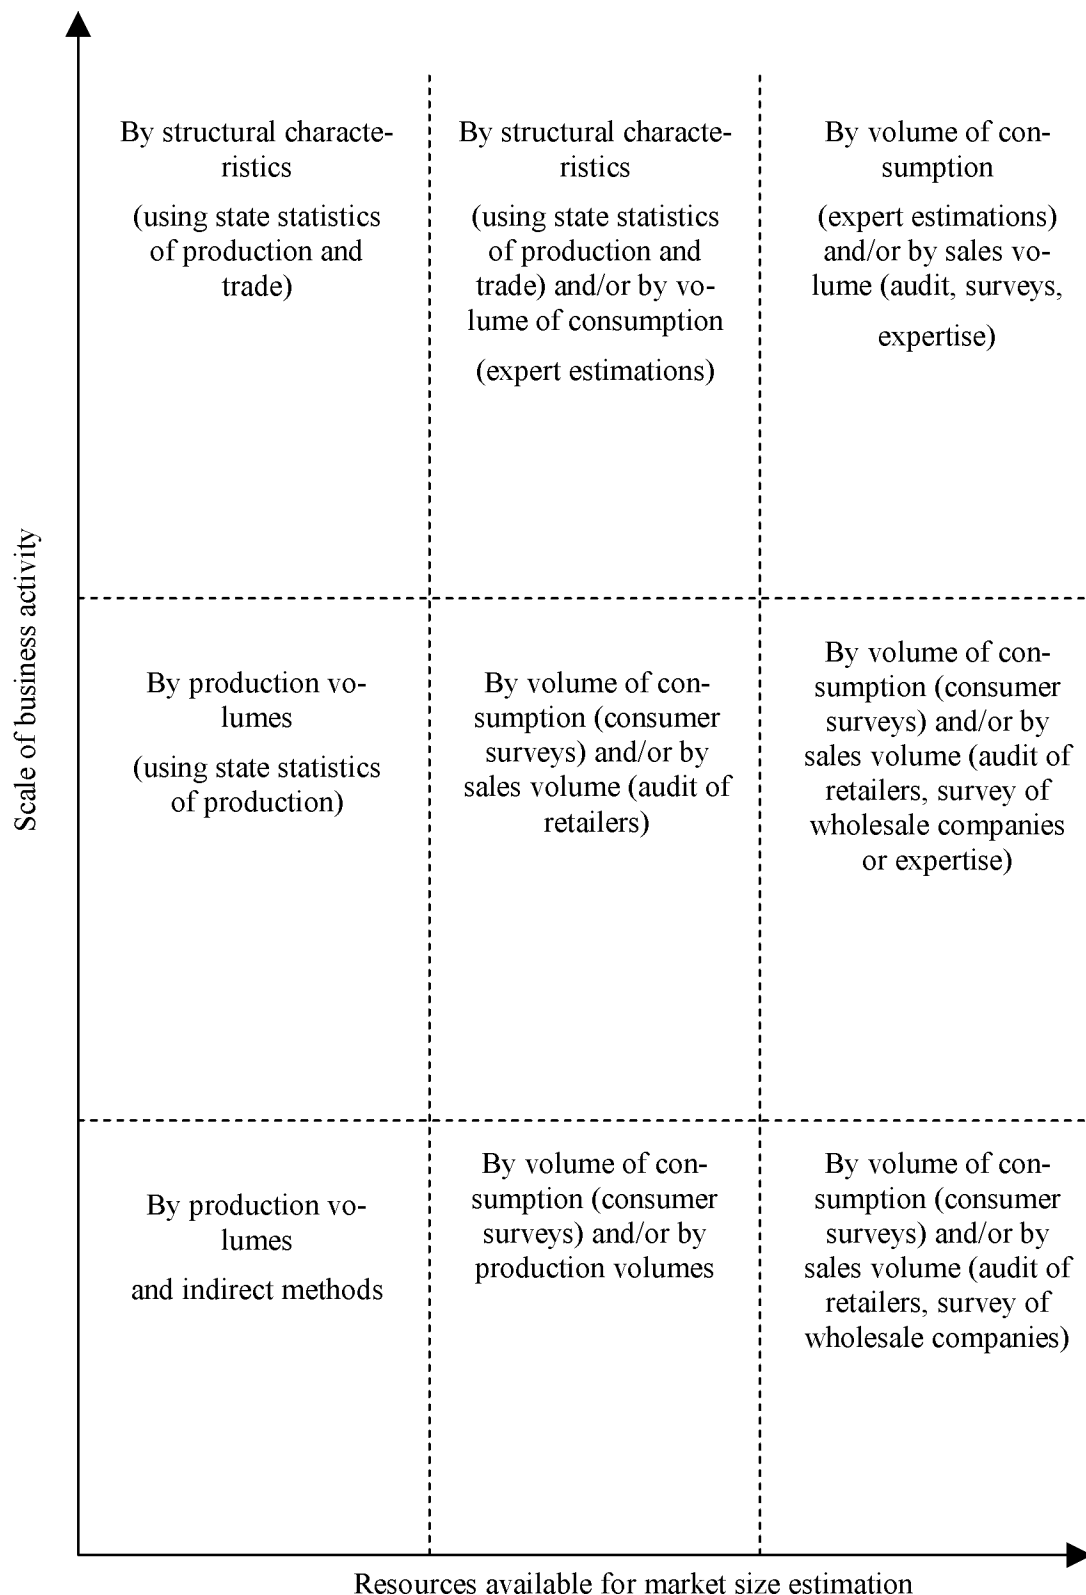 By structural characte-
ristics
(using state statistics
of production and
trade)
By structural characte-
ristics
(using state statistics
of production and
trade) and/or by vo-
lume of consumption
(expert estimations)
By volume of con-
sumption
(expert estimations)
and/or by sales vo-
lume (audit, surveys,
expertise)
Scale of business activity
By production vo-
lumes
(using state statistics
of production)
By volume of con-
sumption (consumer
surveys) and/or by
sales volume (audit of
retailers)
By volume of con-
sumption (consumer
surveys) and/or by
sales volume (audit of
retailers, survey of
wholesale companies
or expertise)
By production vo-
lumes
and indirect methods
By volume of con-
sumption (consumer
surveys) and/or by
production volumes
By volume of con-
sumption (consumer
surveys) and/or by
sales volume (audit of
retailers, survey of
wholesale companies)
Resources available for market size estimation